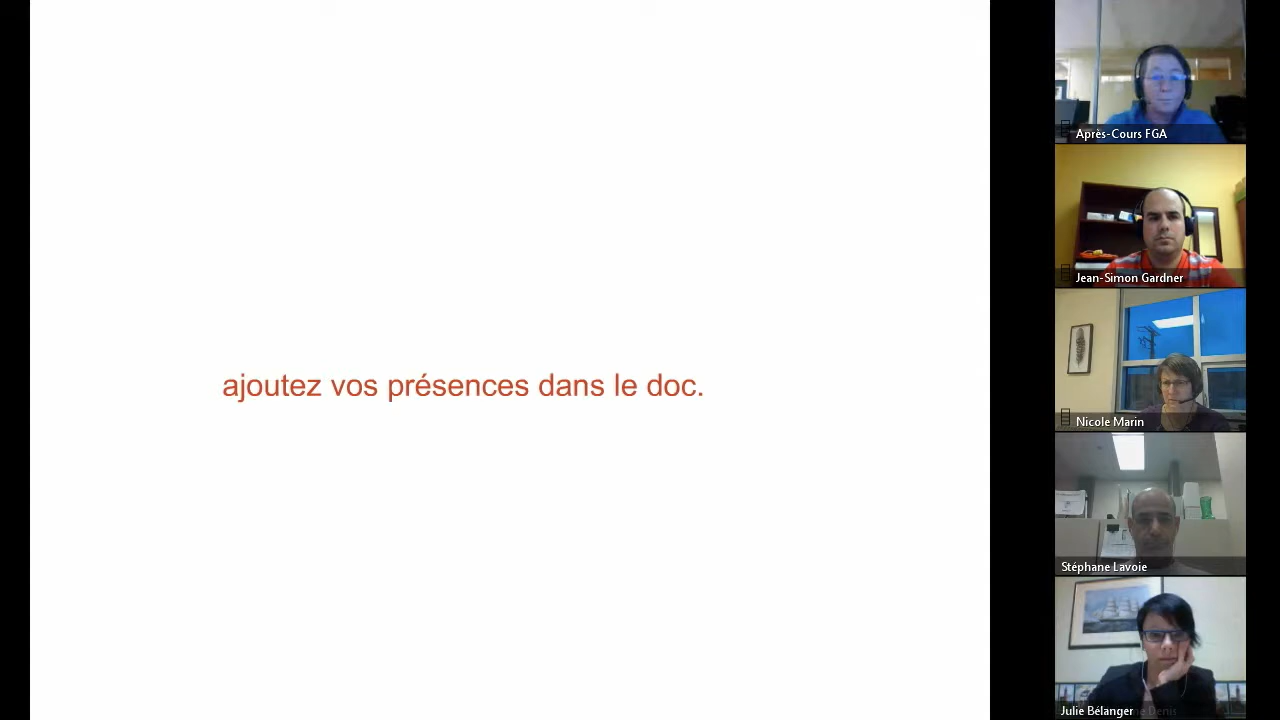 ajoutez vos présences dans le doc.
Après-Cours FGA
Jean-Simon Gardner
Nicole Marin
Stéphane Lavoie
Julie Bélanger